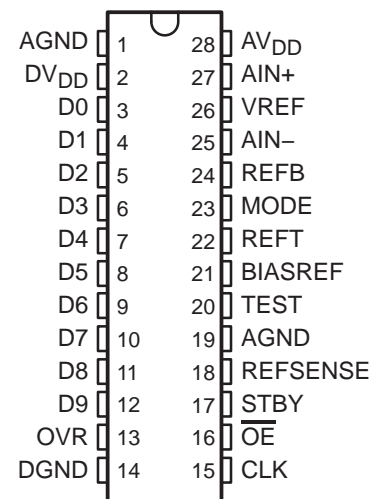 AGND 1 28 AVDD
DVDD 2 27 AIN+
D0 3 26 VREF
D1 4 25 AIN−
D2 5 24 REFB
D3 6 23 MODE
D4 7 22 REFT
D5 8 21 BIASREF
D6 9 20 TEST
D7 10 19 AGND
D8 11 18 REFSENSE
D9 12 17 STBY
OVR 13 16 O̅E̅
DGND 14 15 CLK